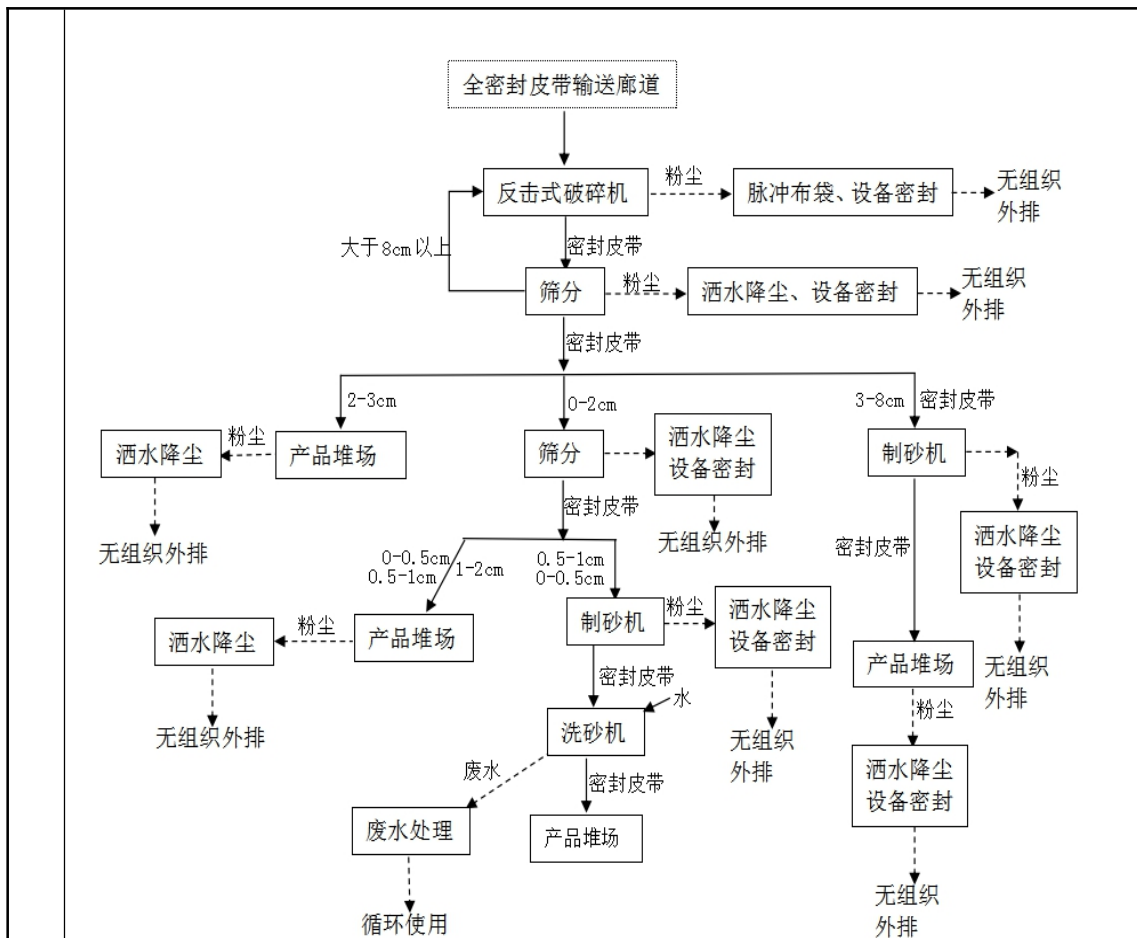 全密封皮带输送廊道
反击式破碎机
粉尘
脉冲布袋、设备密封
无组织
外排
大于8cm以上
密封皮带
筛分
粉尘
洒水降尘、设备密封
无组织
外排
密封皮带
2-3cm
0-2cm
3-8cm
密封皮带
洒水降尘
粉尘
产品堆场
筛分
洒水降尘
设备密封
制砂机
粉尘
无组织外排
密封皮带
无组织外排
密封皮带
洒水降尘
设备密封
0-0.5cm
0.5-1cm
1-2cm
0.5-1cm
0-0.5cm
洒水降尘
粉尘
产品堆场
制砂机
粉尘
洒水降尘
设备密封
产品堆场
无组织
外排
无组织外排
密封皮带
水
洗砂机
无组织
外排
粉尘
洒水降尘
设备密封
废水
密封皮带
废水处理
产品堆场
循环使用
无组织
外排